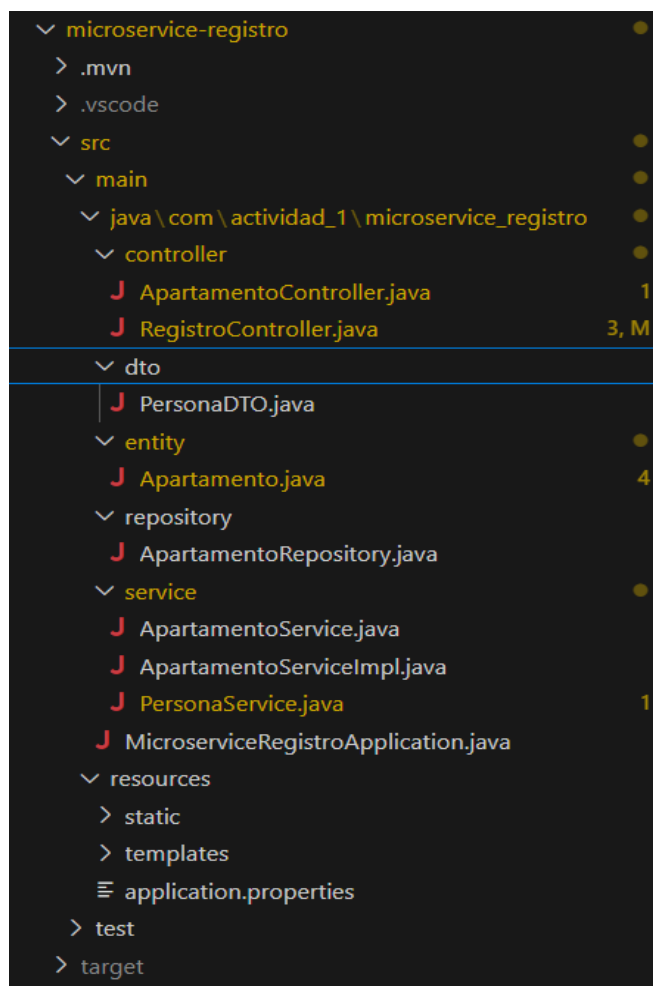 microservice-registro
.mvn
.vscode
src
main
java\com\actividad_1\microservice_registro
controller
J ApartamentoController.java 1
J RegistroController.java 3, M
dto
J PersonaDTO.java
entity
J Apartamento.java 4
repository
J ApartamentoRepository.java
service
J ApartamentoService.java
J ApartamentoServiceImpl.java
J PersonaService.java 1
J MicroserviceRegistroApplication.java
resources
static
templates
application.properties
test
target